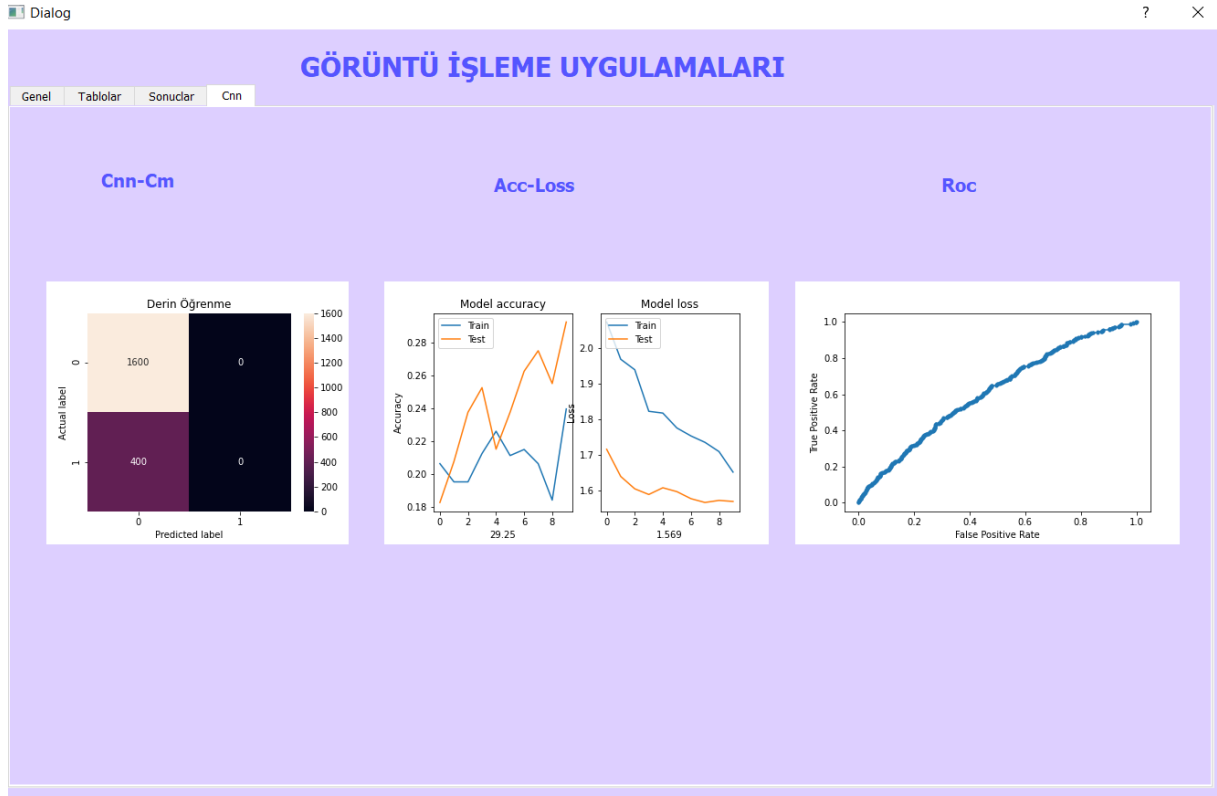 Dialog
?
GÖRÜNTÜ İŞLEME UYGULAMALARI
Genel Tablolar Sonuclar Cnn
Cnn-Cm
Derin Öğrenme
1600 0
400 0
0
1
Actual label
0 1
Predicted label
1600
1400
1200
1000
800
600
400
200
0
Acc-Loss
Model accuracy
Train
Test
0.28
0.26
0.24
0.22
0.20
0.18
Accuracy
0 2 4 6 8
29.25
Model loss
Train
Test
2.0
1.9
1.8
1.7
1.6
Loss
0 2 4 6 8
1.569
Roc
1.0
0.8
0.6
0.4
0.2
0.0
True Positive Rate
0.0 0.2 0.4 0.6 0.8 1.0
False Positive Rate